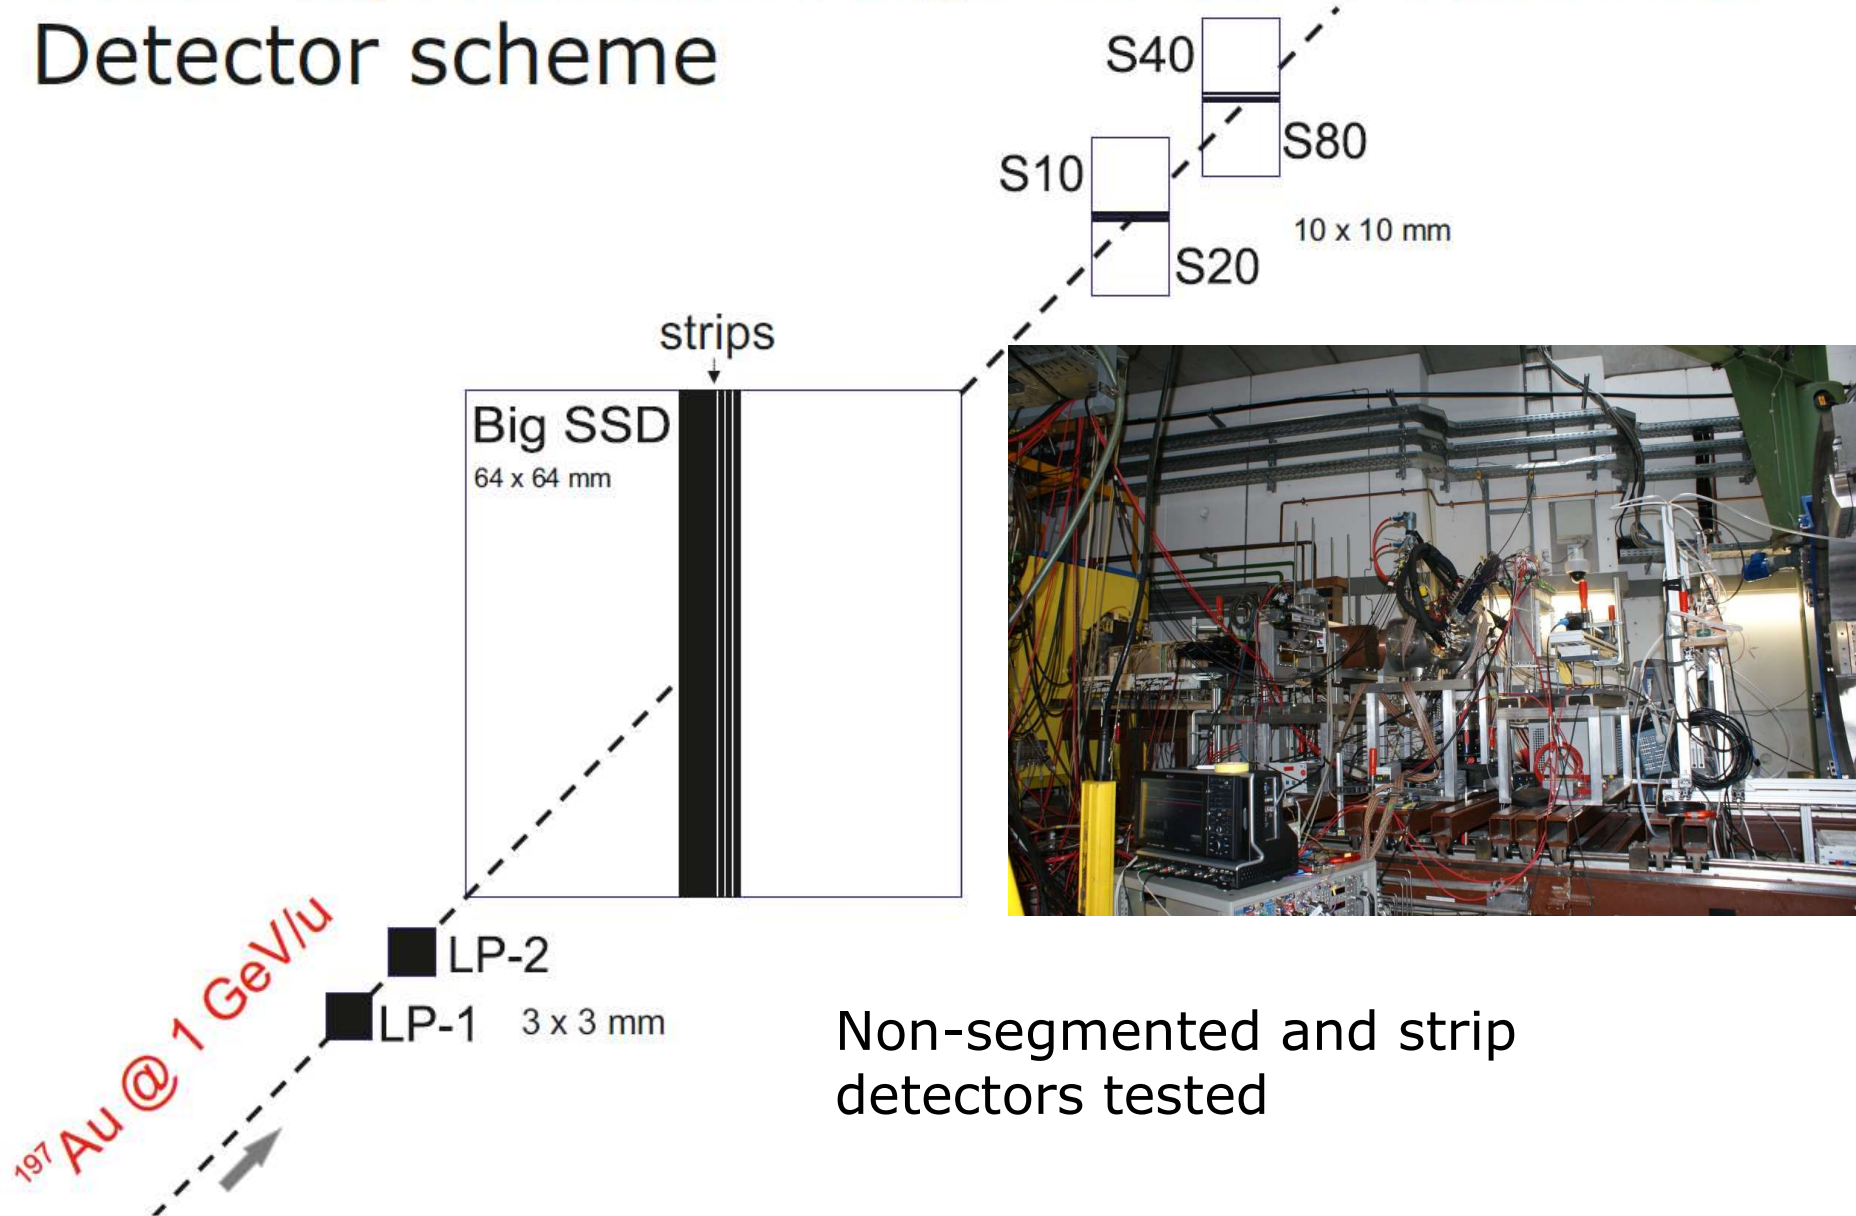 Detector scheme
S40
S80
S10
10 x 10 mm
S20
strips
Big SSD
64 x 64 mm
¹⁹⁷Au @ 1 GeV/u
LP-2
LP-1
3 x 3 mm
Non-segmented and strip
detectors tested